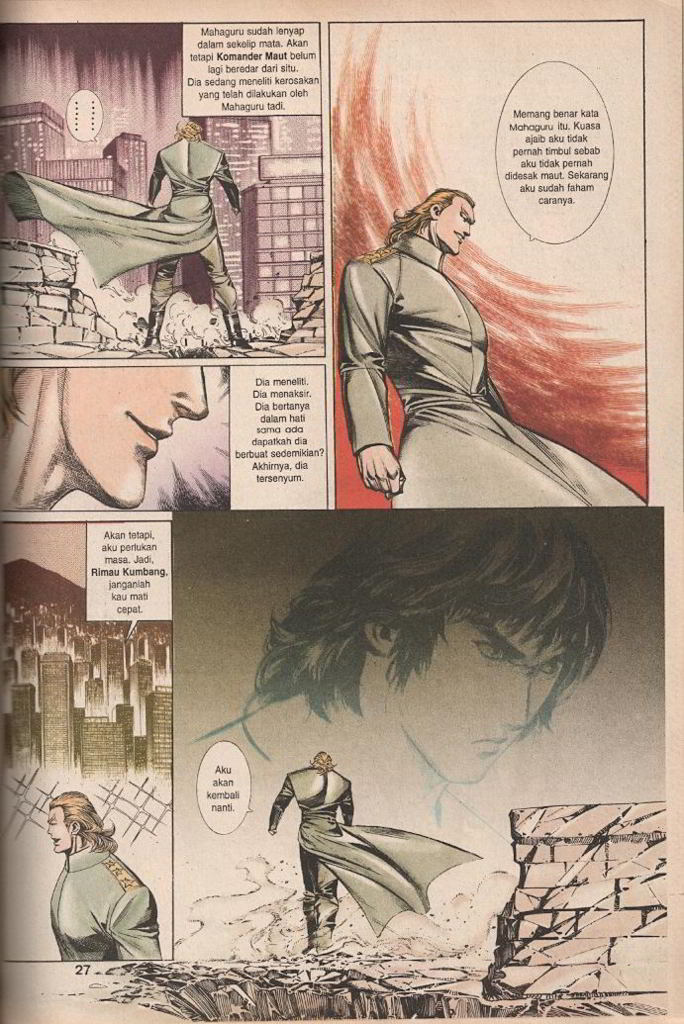 Mahaguru sudah lenyap
dalam sekelip mata. Akan
tetapi Komander Maut belum
lagi beredar dari situ.
Dia sedang meneliti kerosakan
yang telah dilakukan oleh
Mahaguru tadi.
Memang benar kata
Mahaguru itu. Kuasa
ajaib aku tidak
pernah timbul sebab
aku tidak pernah
didesak maut. Sekarang
aku sudah faham
caranya.
Dia meneliti.
Dia menaksir.
Dia bertanya
dalam hati
sama ada
dapatkah dia
berbuat sedemikian?
Akhirnya, dia
tersenyum.
Akan tetapi,
aku perlukan
masa. Jadi,
Rimau Kumbang,
janganlah
kau mati
cepat.
Aku
akan
kembali
nanti.
27